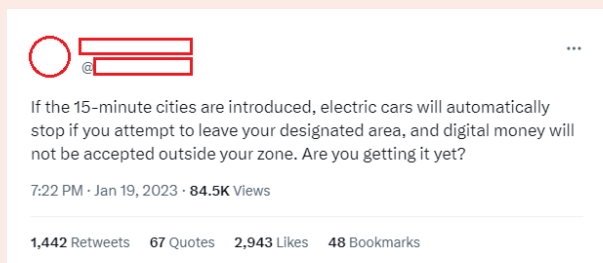 @
If the 15-minute cities are introduced, electric cars will automatically
stop if you attempt to leave your designated area, and digital money will
not be accepted outside your zone. Are you getting it yet?
7:22 PM · Jan 19, 2023 · 84.5K Views
1,442 Retweets 67 Quotes 2,943 Likes 48 Bookmarks